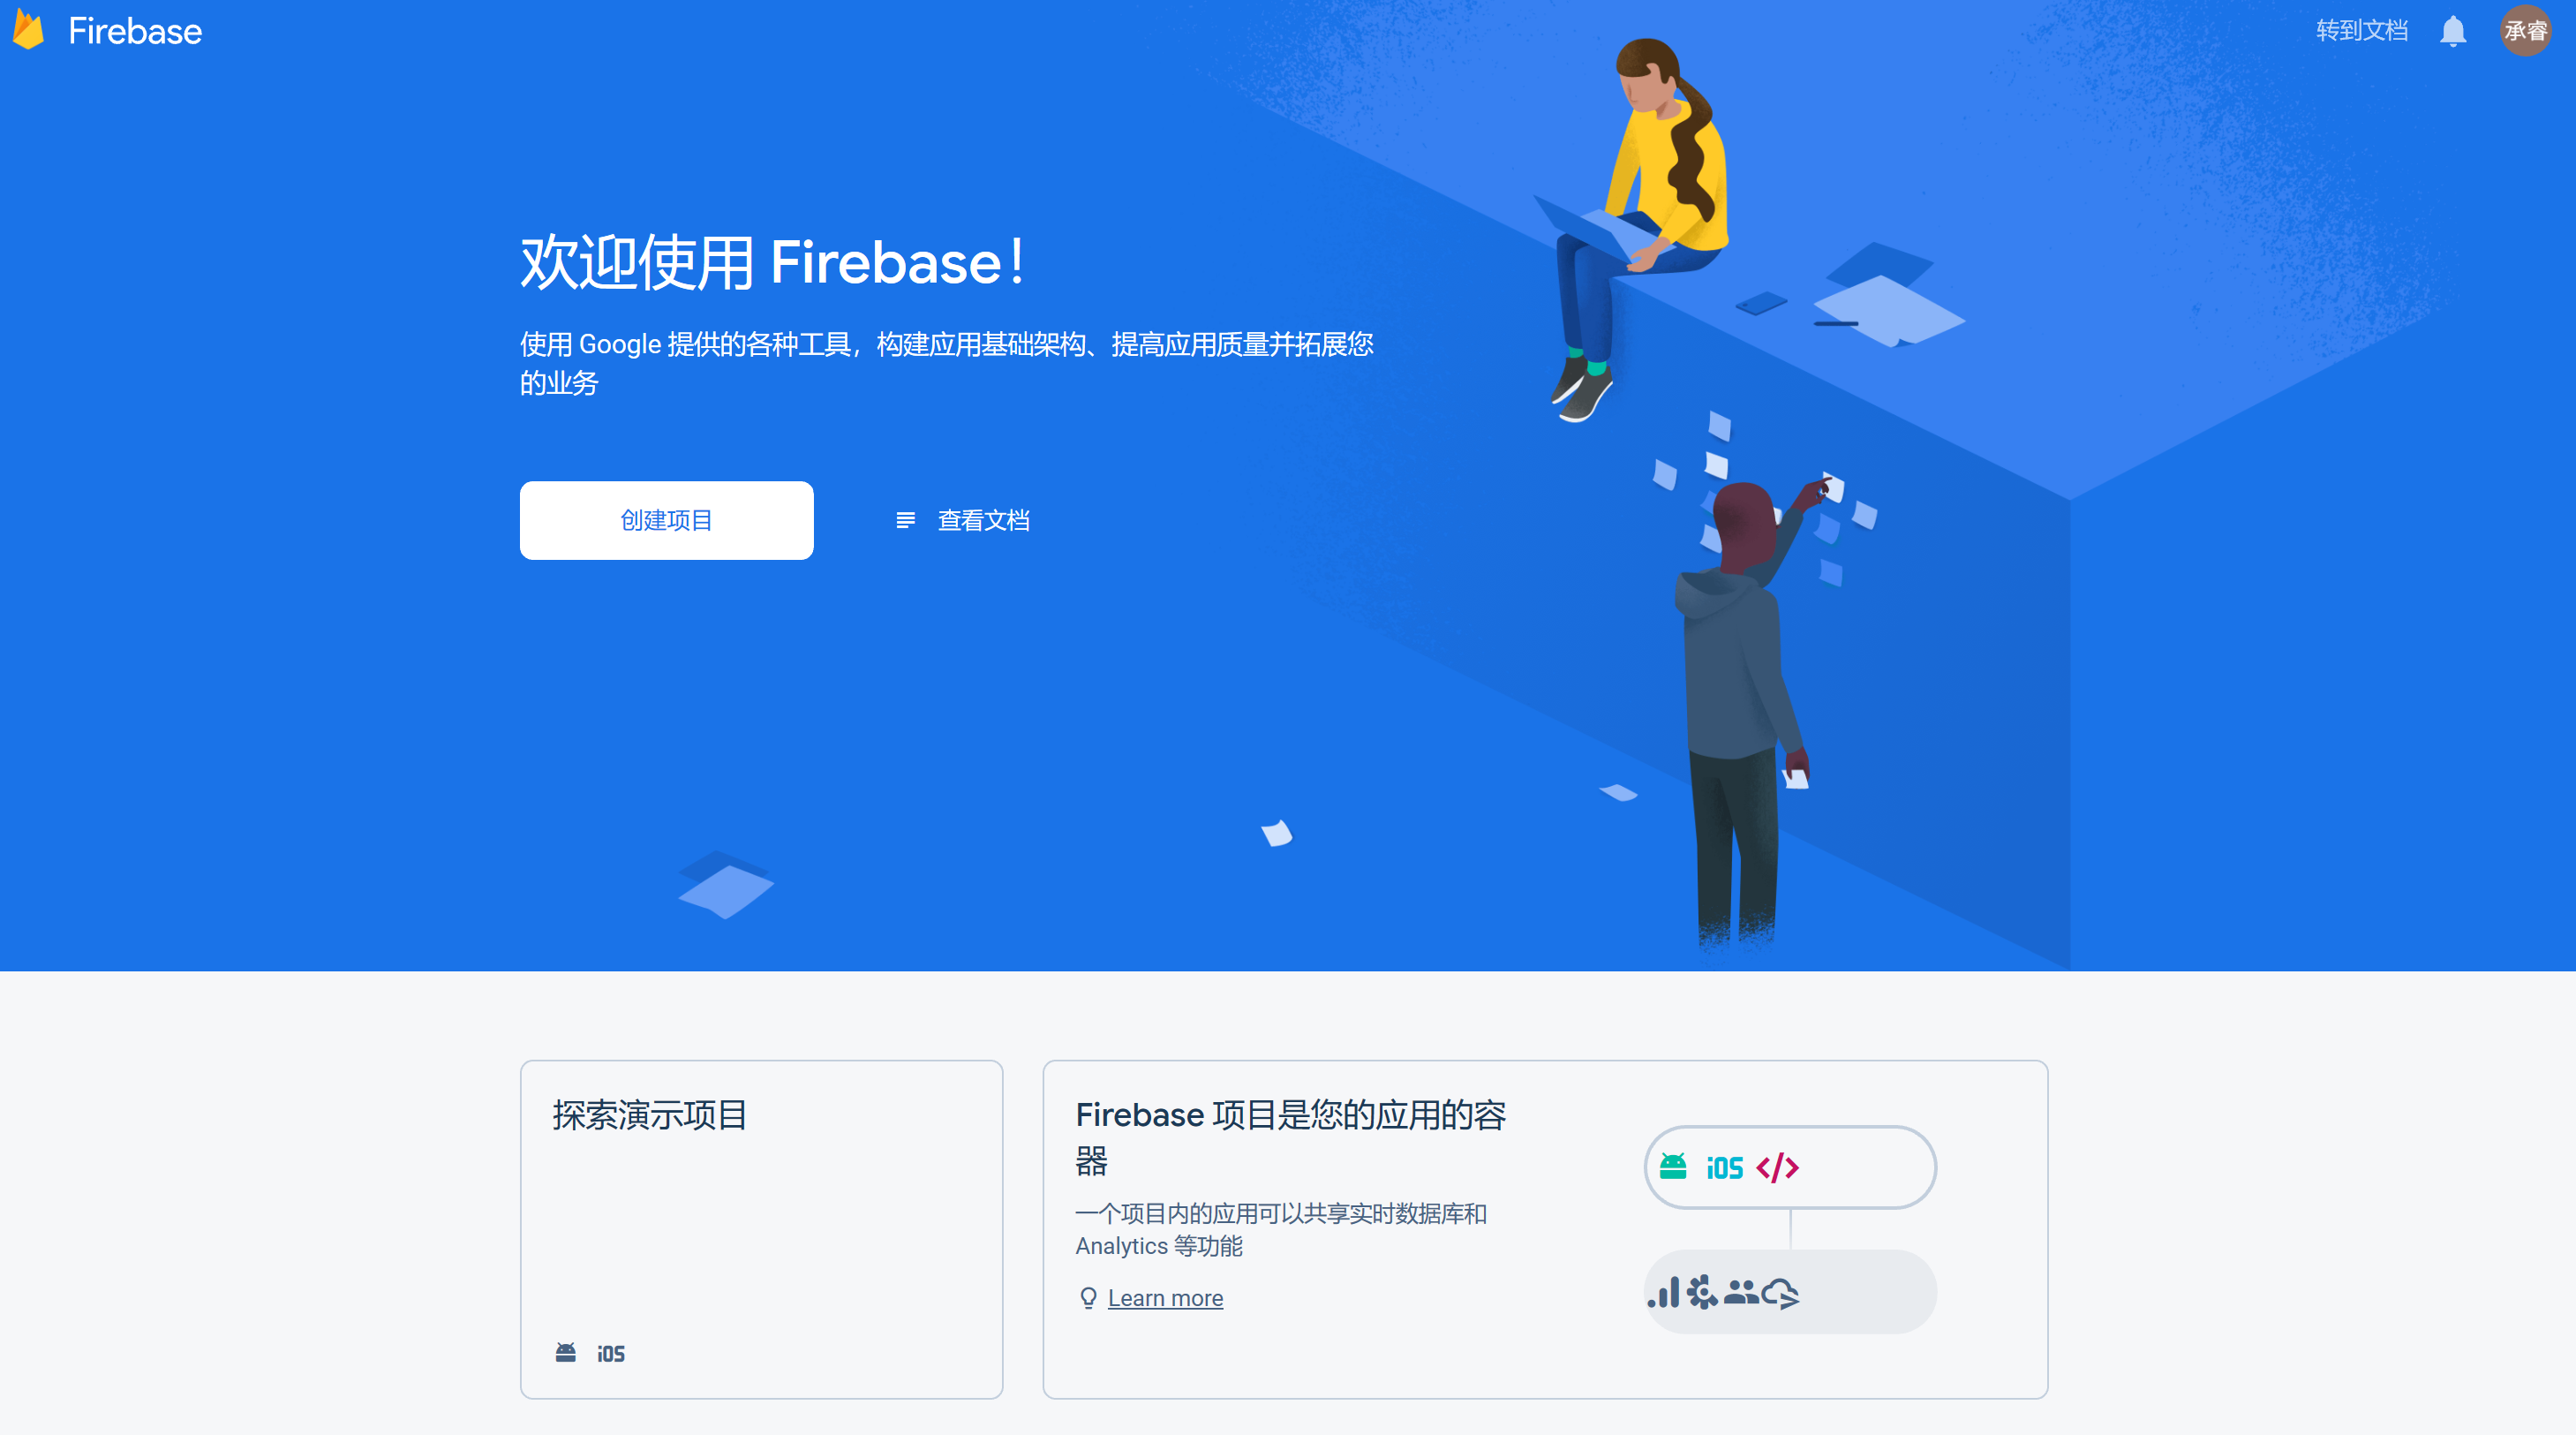 Firebase
转到文档
承睿
欢迎使用 Firebase！
使用 Google 提供的各种工具，构建应用基础架构、提高应用质量并拓展您
的业务
创建项目
查看文档
探索演示项目
iOS
Firebase 项目是您的应用的容
器
一个项目内的应用可以共享实时数据库和
Analytics 等功能
Learn more
iOS </>